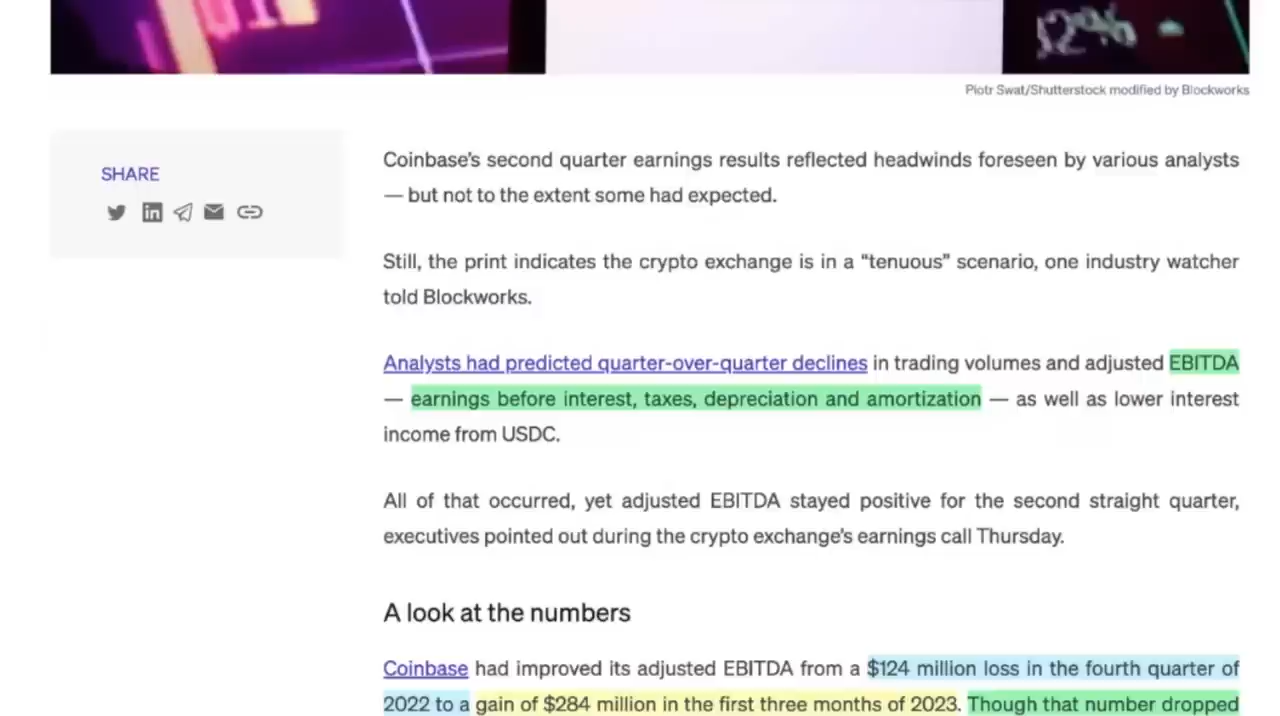 Piotr Swat/Shutterstock modified by Blockworks
SHARE
Coinbase's second quarter earnings results reflected headwinds foreseen by various analysts
— but not to the extent some had expected.
Still, the print indicates the crypto exchange is in a “tenuous” scenario, one industry watcher
told Blockworks.
Analysts had predicted quarter-over-quarter declines in trading volumes and adjusted EBITDA
— earnings before interest, taxes, depreciation and amortization — as well as lower interest
income from USDC.
All of that occurred, yet adjusted EBITDA stayed positive for the second straight quarter,
executives pointed out during the crypto exchange's earnings call Thursday.
A look at the numbers
Coinbase had improved its adjusted EBITDA from a $124 million loss in the fourth quarter of
2022 to a gain of $284 million in the first three months of 2023. Though that number dropped